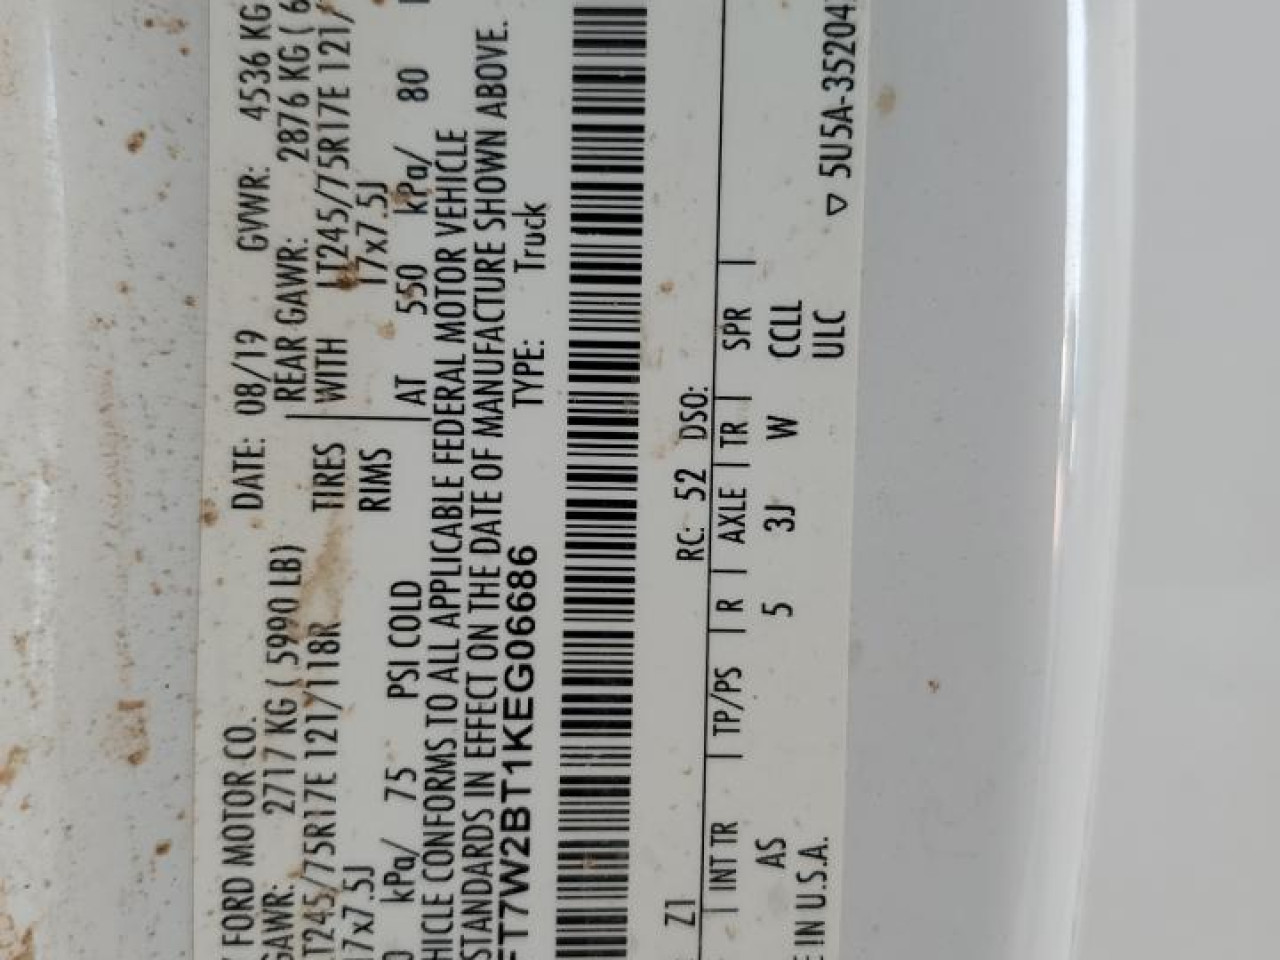 FORD MOTOR CO. DATE: 08/19 GVWR: 4536 KG
GAWR: 2717 KG ( 5990 LB) REAR GAWR: 2876 KG ( 6
LT245/75R17E 121/118R TIRES WITH LT245/75R17E 121/
17x7.5J RIMS 17x7.5J
0 kPa/ 75 PSI COLD AT 550 kPa/ 80
HICLE CONFORMS TO ALL APPLICABLE FEDERAL MOTOR VEHICLE
STANDARDS IN EFFECT ON THE DATE OF MANUFACTURE SHOWN ABOVE.
FT7W2BT1KEG06686 TYPE: Truck
Z1 RC: 52 DSO:
INT TR TP/PS R AXLE TR SPR
AS 5 3J W CCLL
E IN U.S.A. ULC ▽ 5U5A-35204